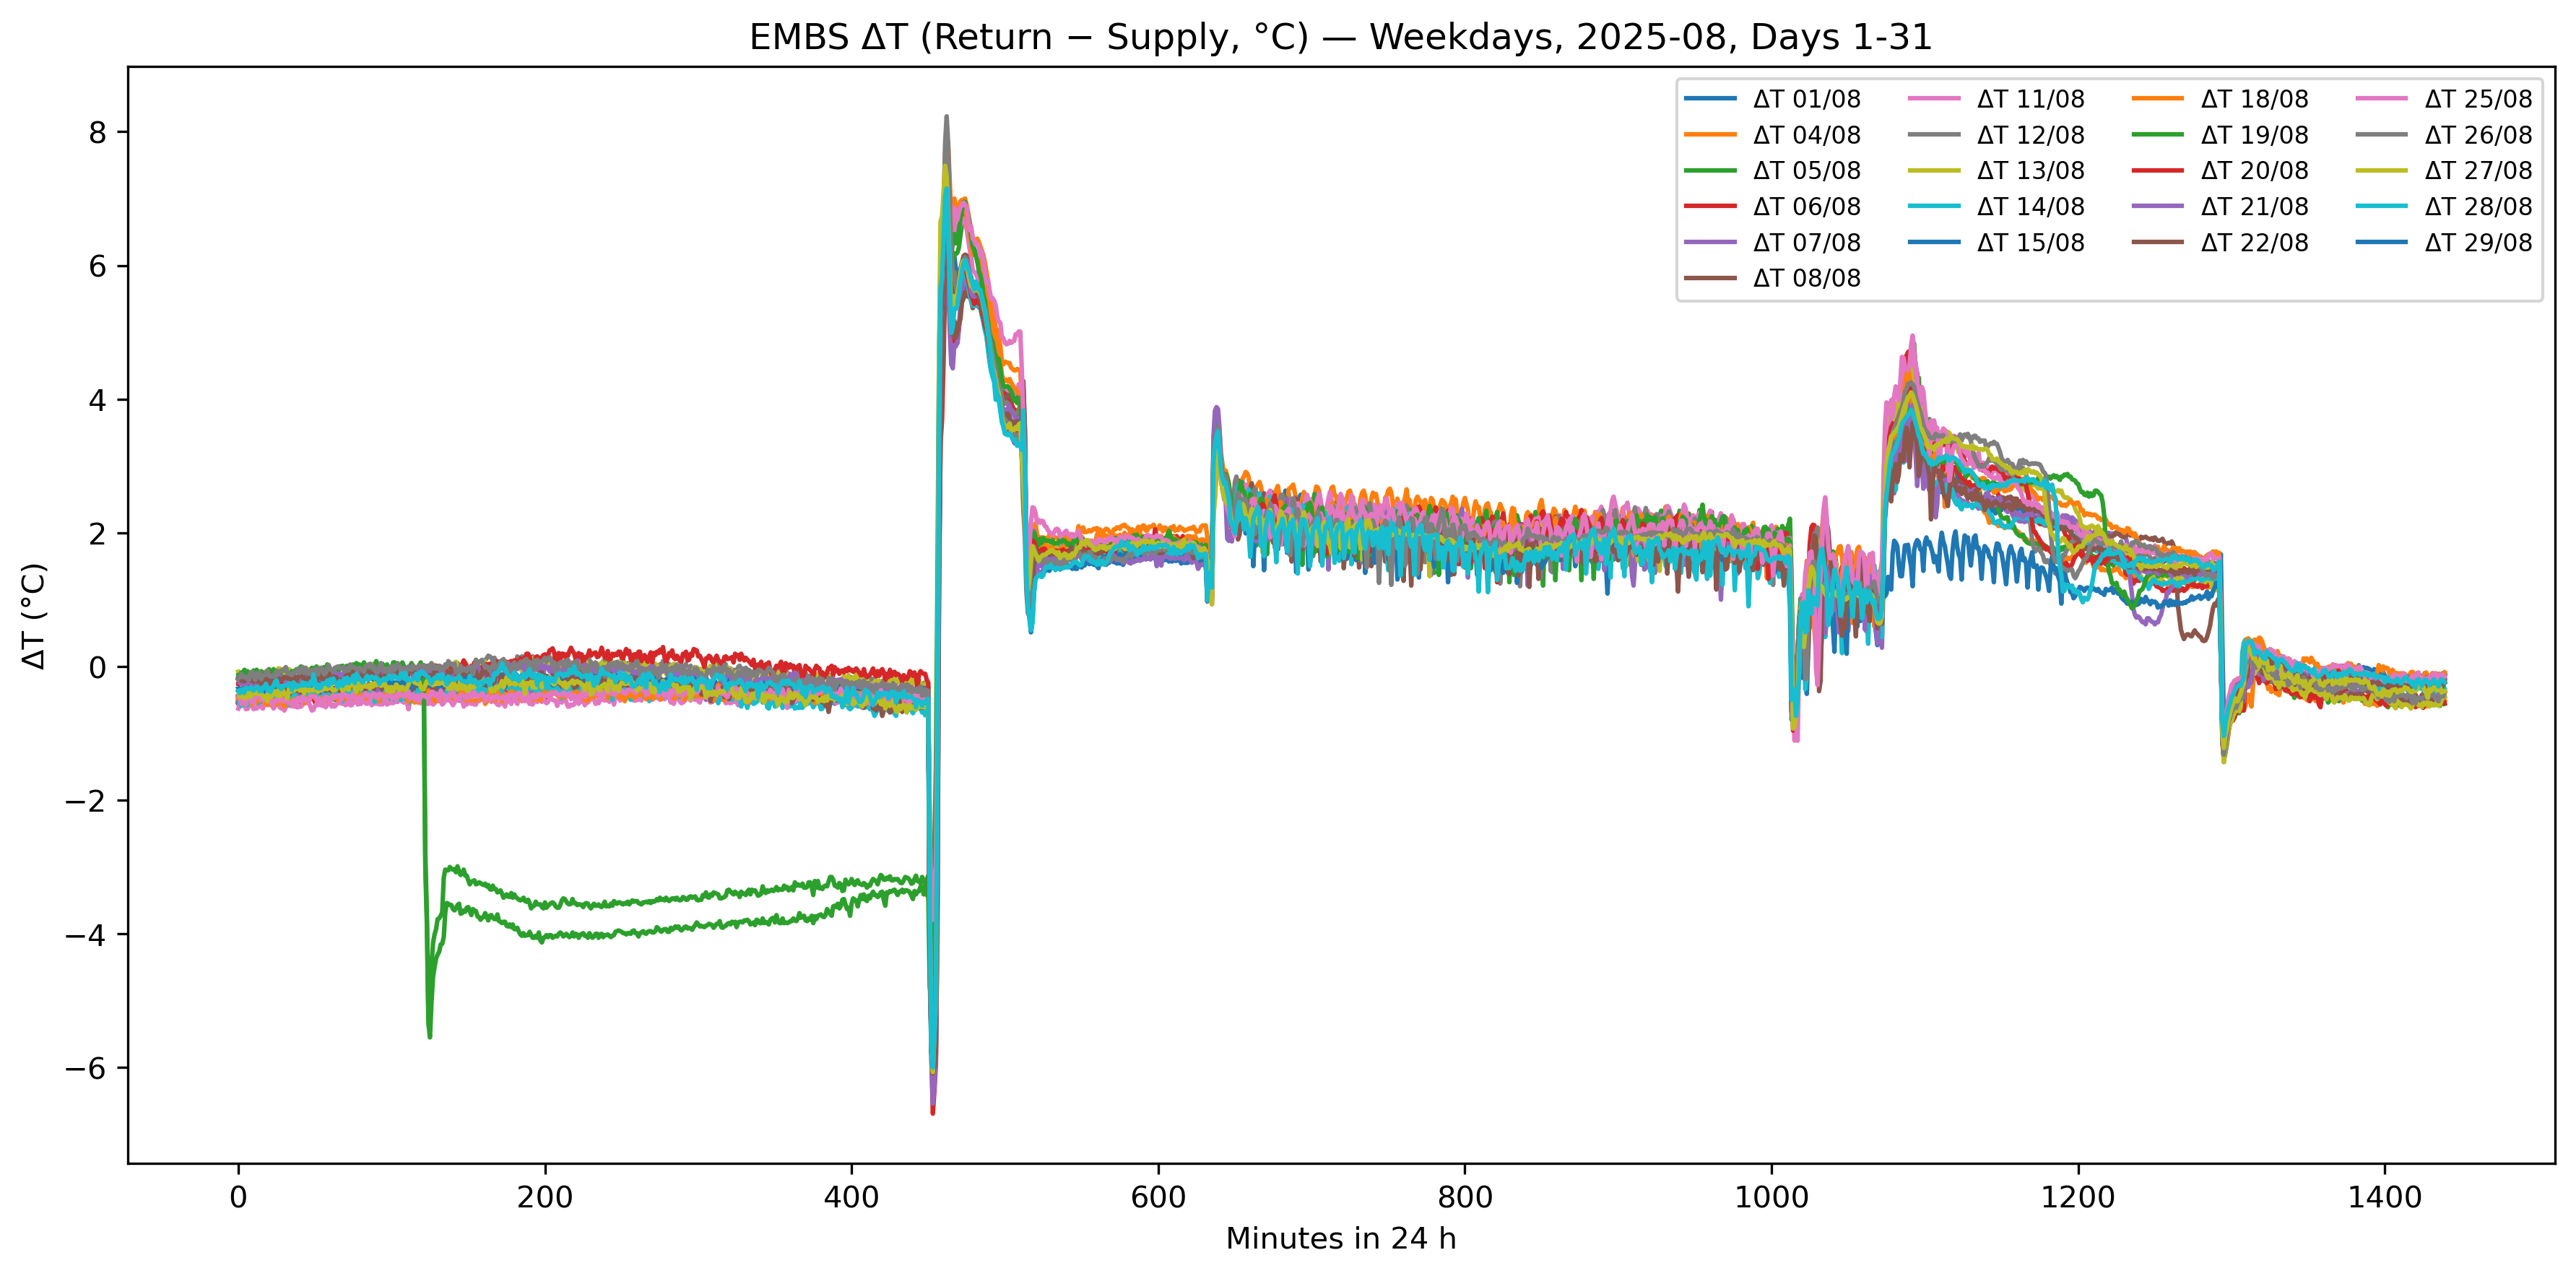 EMBS ΔT (Return − Supply, °C) — Weekdays, 2025-08, Days 1-31
ΔT 01/08
ΔT 04/08
ΔT 05/08
ΔT 06/08
ΔT 07/08
ΔT 08/08
ΔT 11/08
ΔT 12/08
ΔT 13/08
ΔT 14/08
ΔT 15/08
ΔT 18/08
ΔT 19/08
ΔT 20/08
ΔT 21/08
ΔT 22/08
ΔT 25/08
ΔT 26/08
ΔT 27/08
ΔT 28/08
ΔT 29/08
ΔT (°C)
8
6
4
2
0
−2
−4
−6
0 200 400 600 800 1000 1200 1400
Minutes in 24 h